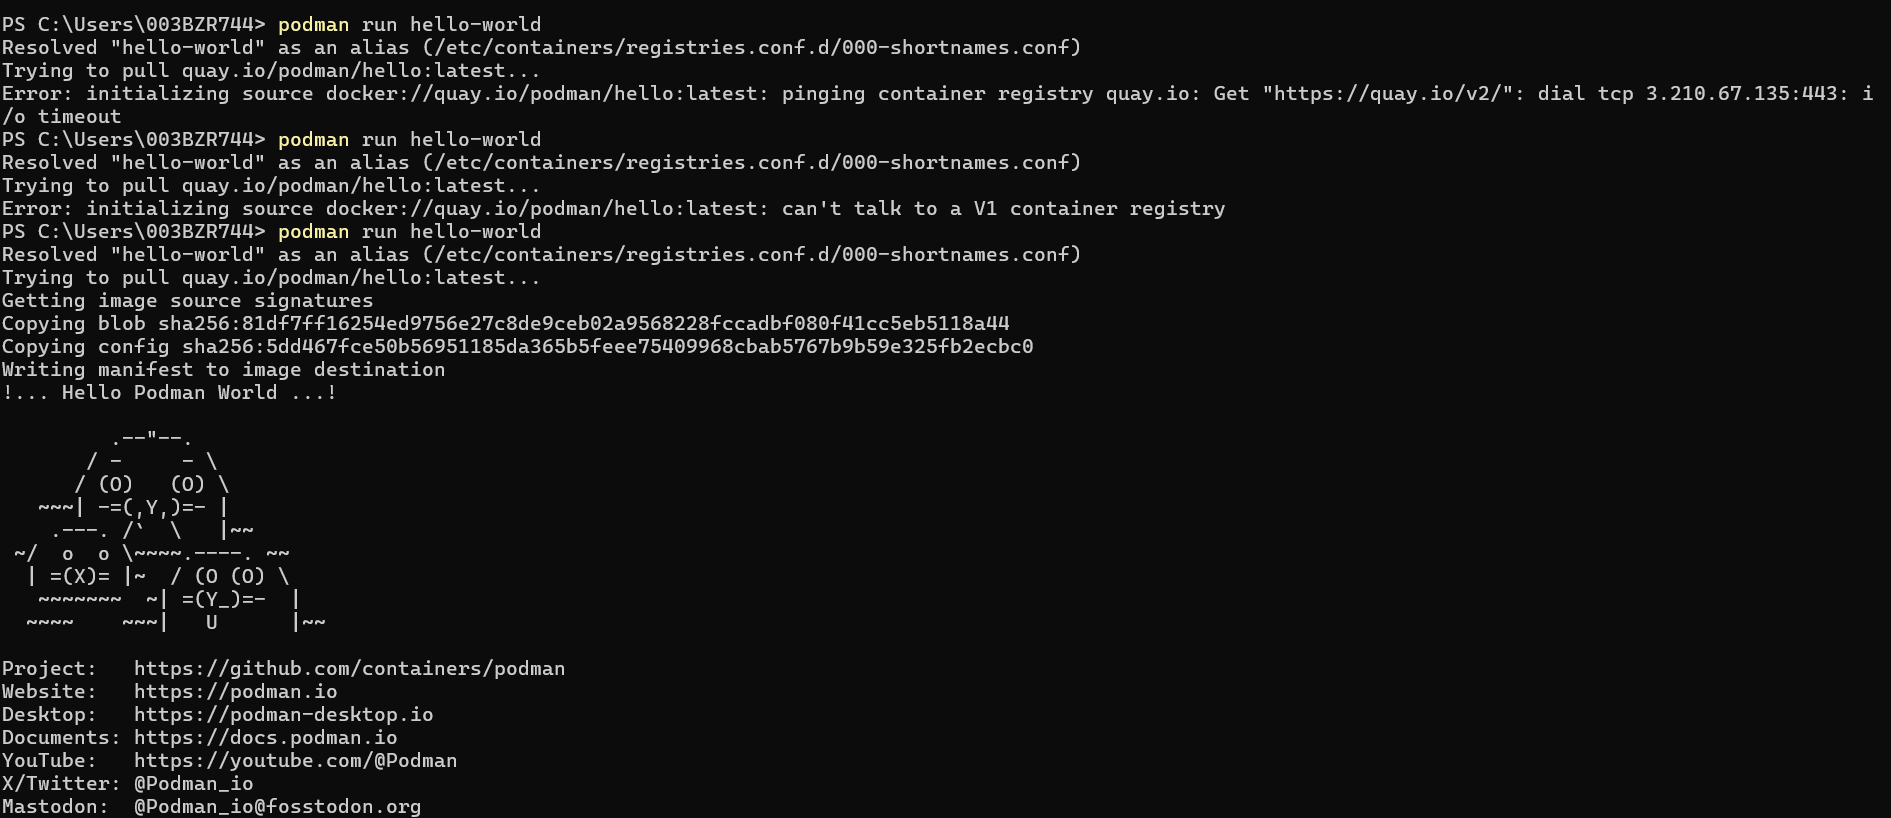 PS C:\Users\003BZR744> podman run hello-world
Resolved "hello-world" as an alias (/etc/containers/registries.conf.d/000-shortnames.conf)
Trying to pull quay.io/podman/hello:latest...
Error: initializing source docker://quay.io/podman/hello:latest: pinging container registry quay.io: Get "https://quay.io/v2/": dial tcp 3.210.67.135:443: i
/o timeout
PS C:\Users\003BZR744> podman run hello-world
Resolved "hello-world" as an alias (/etc/containers/registries.conf.d/000-shortnames.conf)
Trying to pull quay.io/podman/hello:latest...
Error: initializing source docker://quay.io/podman/hello:latest: can't talk to a V1 container registry
PS C:\Users\003BZR744> podman run hello-world
Resolved "hello-world" as an alias (/etc/containers/registries.conf.d/000-shortnames.conf)
Trying to pull quay.io/podman/hello:latest...
Getting image source signatures
Copying blob sha256:81df7ff16254ed9756e27c8de9ceb02a9568228fccadbf080f41cc5eb5118a44
Copying config sha256:5dd467fce50b56951185da365b5feee75409968cbab5767b9b59e325fb2ecbc0
Writing manifest to image destination
!... Hello Podman World ...!

         .--"--.
       / -     - \
      / (O)   (O) \
   ~~~| -=(,Y,)=- |
    .---. /`  \   |~~
 ~/  o  o \~~~~.----. ~~
  | =(X)= |~  / (O (O) \
   ~~~~~~~  ~| =(Y_)=-  |
  ~~~~    ~~~|   U      |~~

Project:   https://github.com/containers/podman
Website:   https://podman.io
Desktop:   https://podman-desktop.io
Documents: https://docs.podman.io
YouTube:   https://youtube.com/@Podman
X/Twitter: @Podman_io
Mastodon:  @Podman_io@fosstodon.org